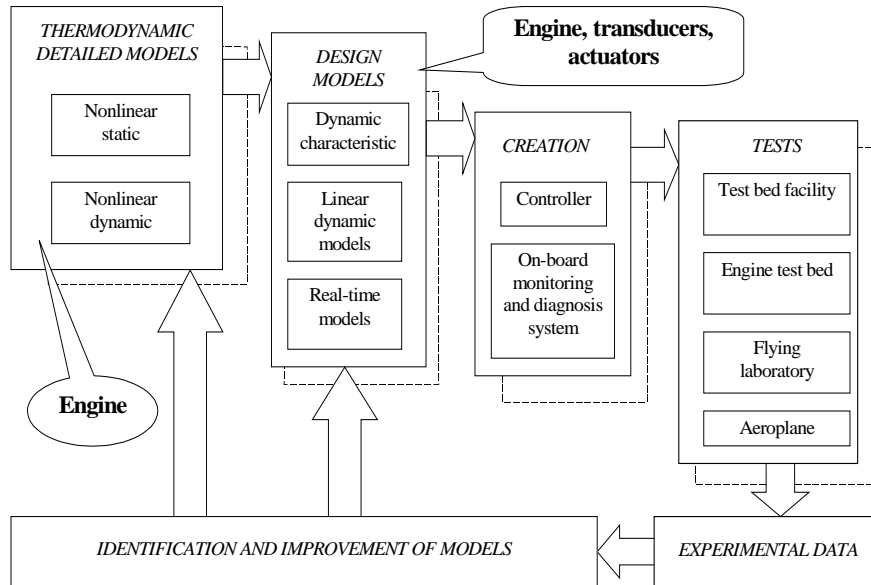 THERMODYNAMIC
DETAILED MODELS
Nonlinear
static
Nonlinear
dynamic
Engine
DESIGN
MODELS
Dynamic
characteristic
Linear
dynamic
models
Real-time
models
Engine, transducers,
actuators
CREATION
Controller
On-board
monitoring
and diagnosis
system
TESTS
Test bed facility
Engine test bed
Flying
laboratory
Aeroplane
IDENTIFICATION AND IMPROVEMENT OF MODELS
EXPERIMENTAL DATA